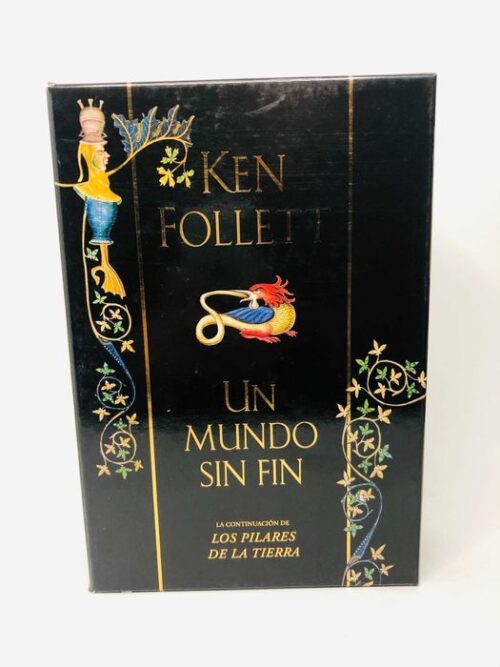 KEN
FOLLETT
UN
MUNDO
SIN FIN
LA CONTINUACIÓN DE
LOS PILARES
DE LA TIERRA